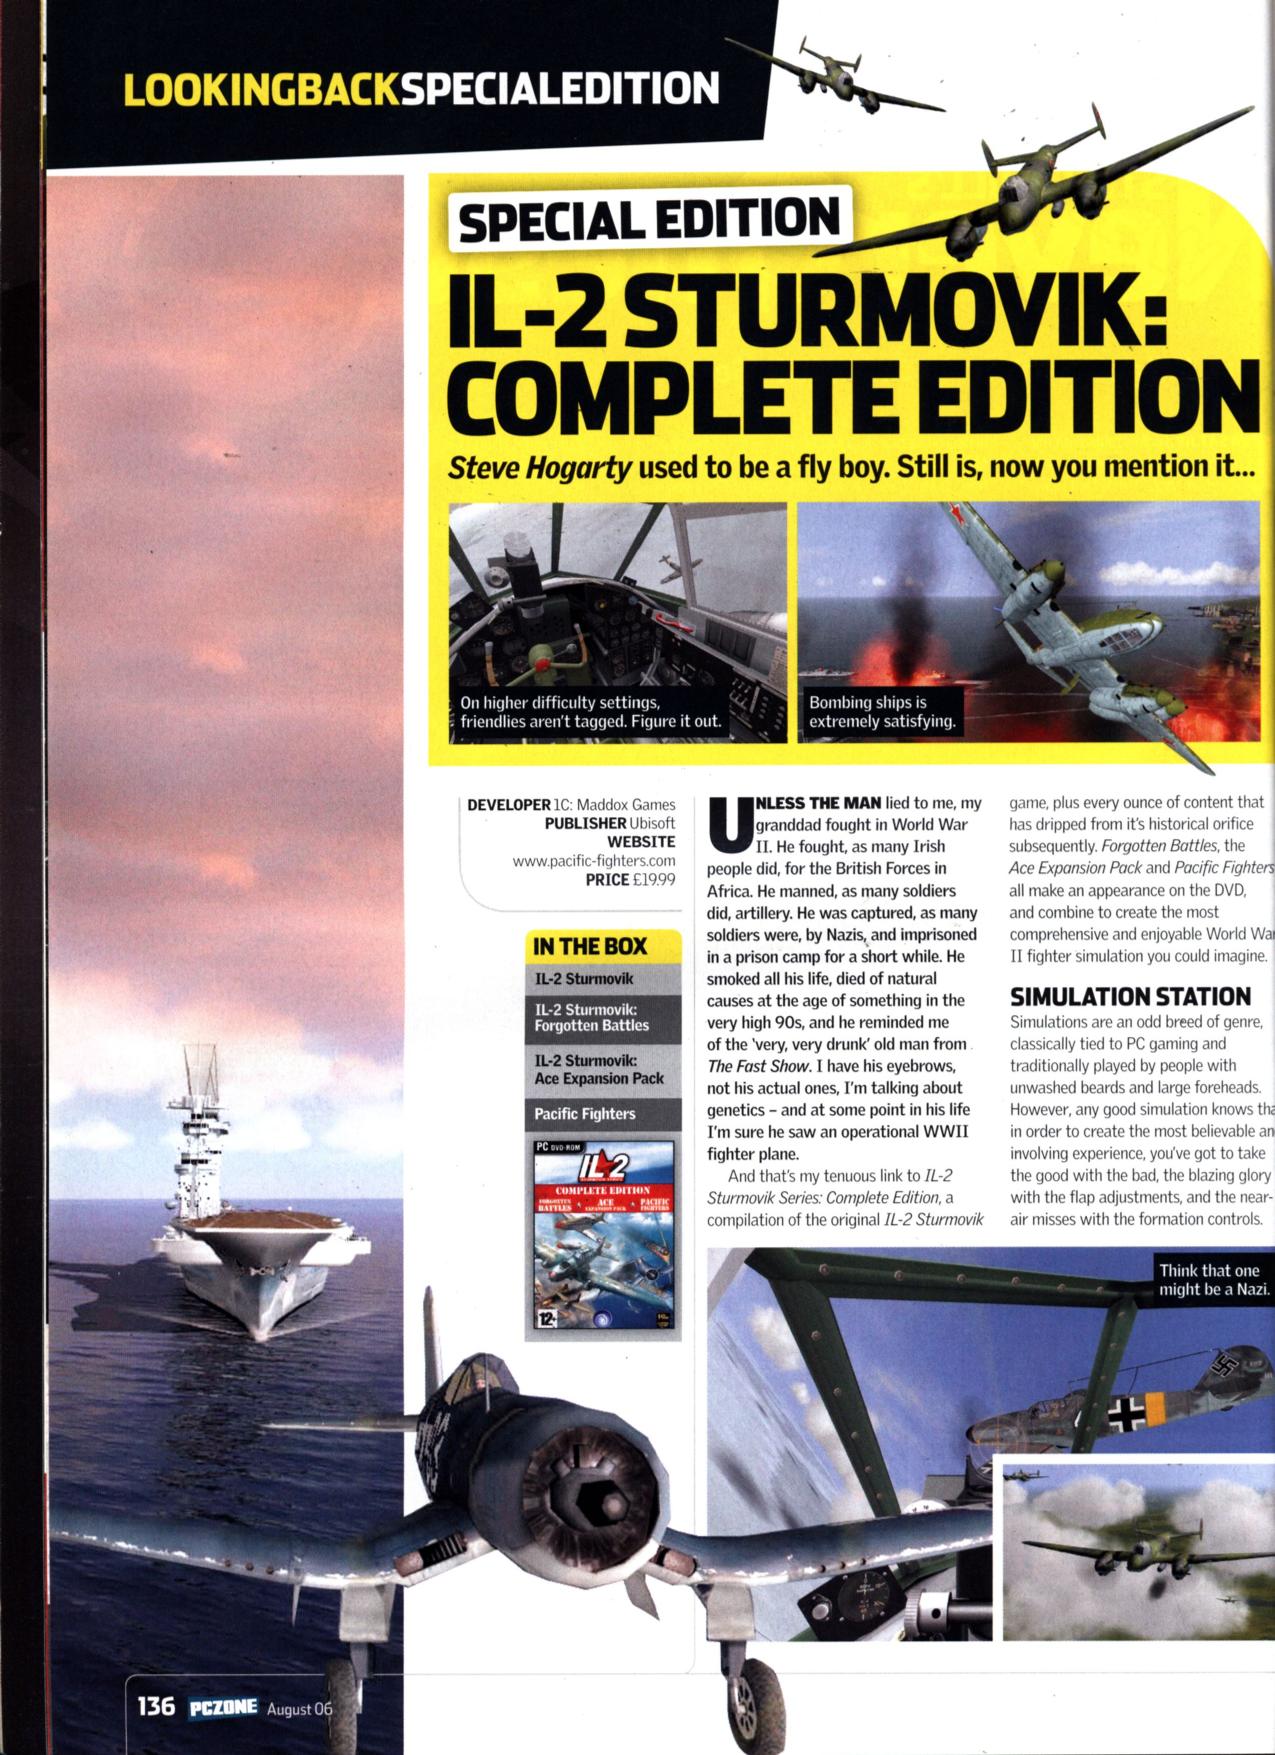 LOOKINGBACKSPECIALEDITION
SPECIAL EDITION
IL-2 STURMOVIK:
COMPLETE EDITION
Steve Hogarty used to be a fly boy. Still is, now you mention it...
On higher difficulty settings,
friendlies aren't tagged. Figure it out.
Bombing ships is
extremely satisfying.
DEVELOPER 1C: Maddox Games
PUBLISHER Ubisoft
WEBSITE
www.pacific-fighters.com
PRICE £19.99
IN THE BOX
IL-2 Sturmovik
IL-2 Sturmovik:
Forgotten Battles
IL-2 Sturmovik:
Ace Expansion Pack
Pacific Fighters
PC DVD-ROM
IL-2
COMPLETE EDITION
FORGOTTEN BATTLES
ACE EXPANSION PACK
PACIFIC FIGHTERS
12+
UNLESS THE MAN lied to me, my
granddad fought in World War
II. He fought, as many Irish
people did, for the British Forces in
Africa. He manned, as many soldiers
did, artillery. He was captured, as many
soldiers were, by Nazis, and imprisoned
in a prison camp for a short while. He
smoked all his life, died of natural
causes at the age of something in the
very high 90s, and he reminded me
of the 'very, very drunk' old man from
The Fast Show. I have his eyebrows,
not his actual ones, I'm talking about
genetics – and at some point in his life
I'm sure he saw an operational WWII
fighter plane.
And that's my tenuous link to IL-2
Sturmovik Series: Complete Edition, a
compilation of the original IL-2 Sturmovik
game, plus every ounce of content that
has dripped from it's historical orifice
subsequently. Forgotten Battles, the
Ace Expansion Pack and Pacific Fighters
all make an appearance on the DVD,
and combine to create the most
comprehensive and enjoyable World Wa
II fighter simulation you could imagine.
SIMULATION STATION
Simulations are an odd breed of genre,
classically tied to PC gaming and
traditionally played by people with
unwashed beards and large foreheads.
However, any good simulation knows tha
in order to create the most believable an
involving experience, you've got to take
the good with the bad, the blazing glory
with the flap adjustments, and the near-
air misses with the formation controls.
Think that one
might be a Nazi.
136 PCZONE August 06